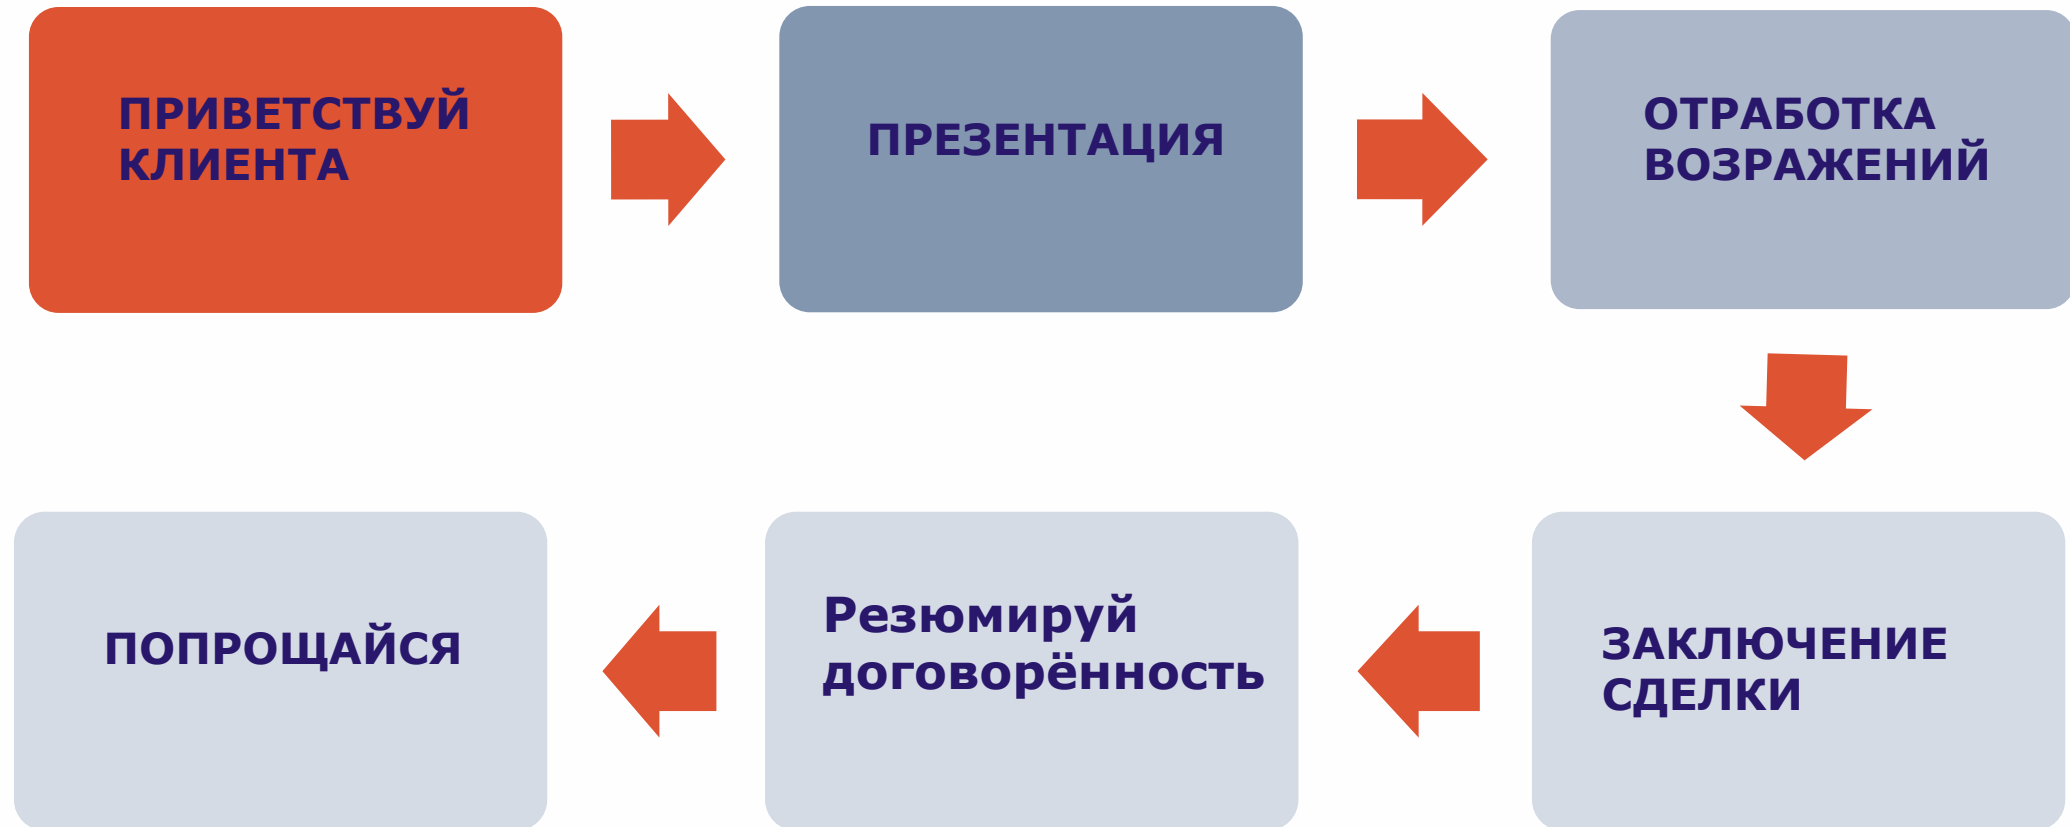 ПРИВЕТСТВУЙ
КЛИЕНТА
ПРЕЗЕНТАЦИЯ
ОТРАБОТКА
ВОЗРАЖЕНИЙ
ЗАКЛЮЧЕНИЕ
СДЕЛКИ
Резюмируй
договорённость
ПОПРОЩАЙСЯ